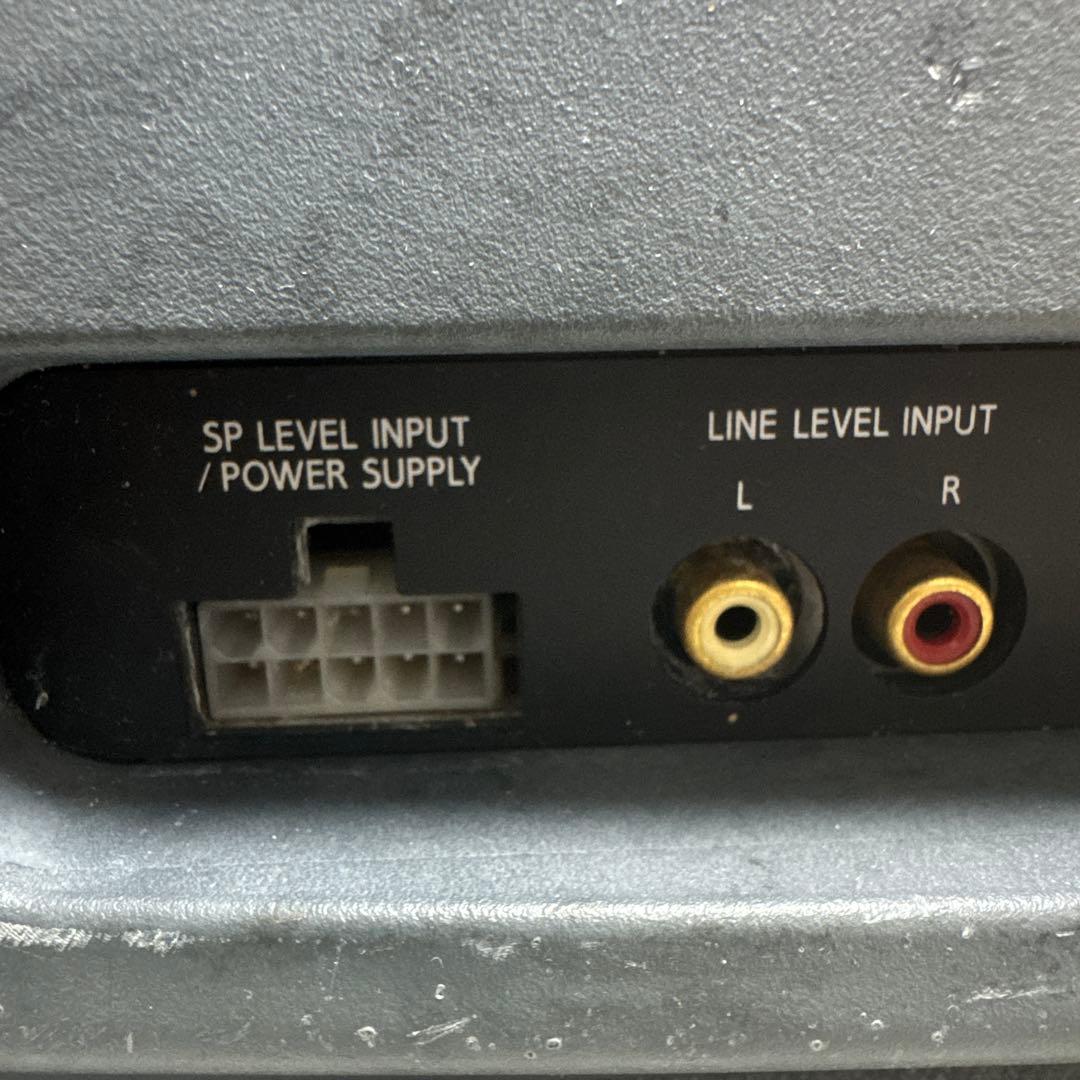 SP LEVEL INPUT
/ POWER SUPPLY
LINE LEVEL INPUT
L R